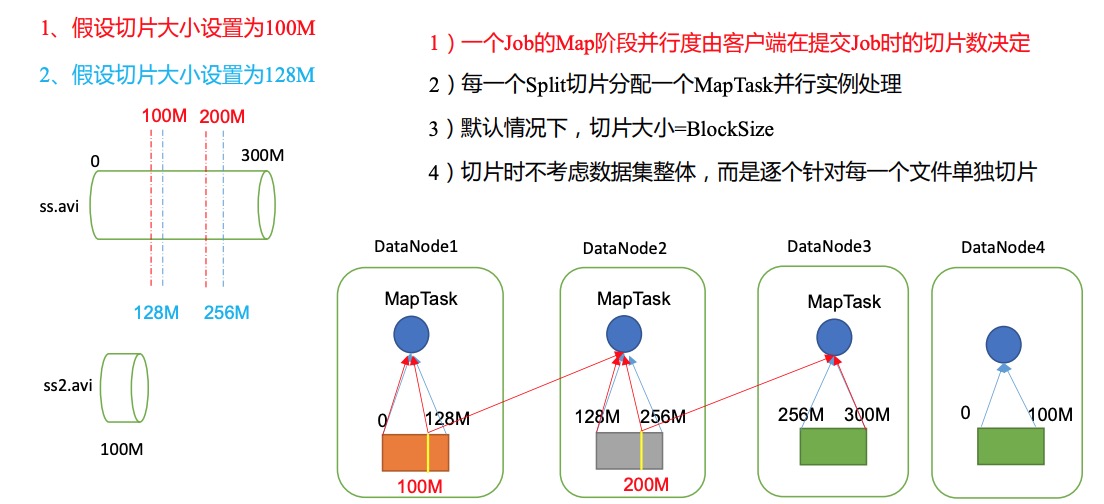 1、假设切片大小设置为100M
2、假设切片大小设置为128M
100M 200M
0 300M
ss.avi
128M 256M
ss2.avi
100M
1）一个Job的Map阶段并行度由客户端在提交Job时的切片数决定
2）每一个Split切片分配一个MapTask并行实例处理
3）默认情况下，切片大小=BlockSize
4）切片时不考虑数据集整体，而是逐个针对每一个文件单独切片
DataNode1
MapTask
0 128M
100M
DataNode2
MapTask
128M 256M
200M
DataNode3
MapTask
256M 300M
DataNode4
0 100M